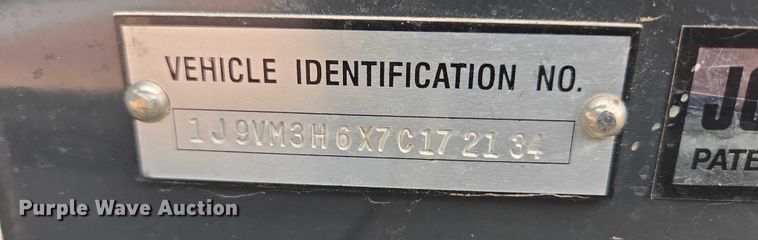 VEHICLE IDENTIFICATION NO.
1J9VM3H6X7C172134
PATE
Purple Wave Auction